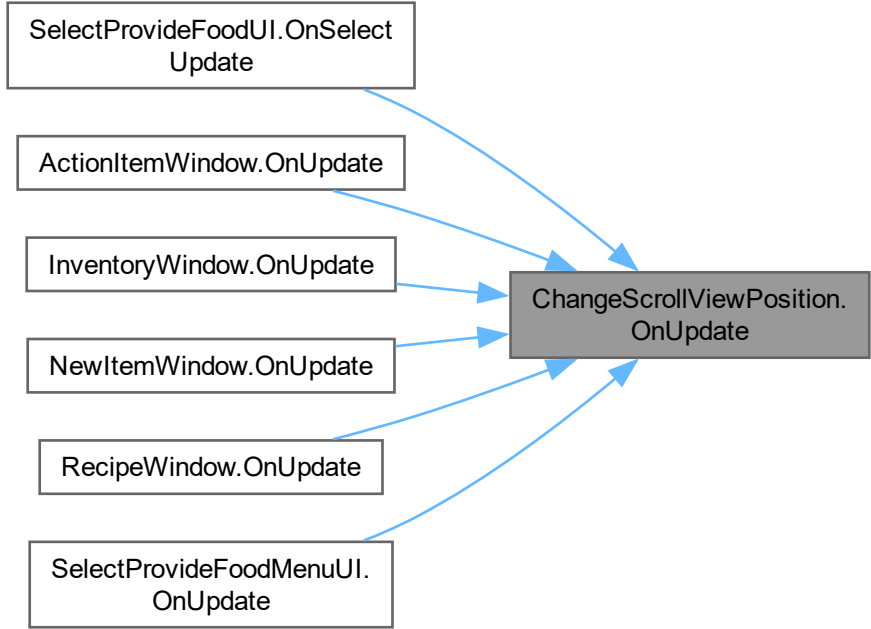 SelectProvideFoodUI.OnSelect
Update
ActionItemWindow.OnUpdate
InventoryWindow.OnUpdate
ChangeScrollViewPosition.
OnUpdate
NewItemWindow.OnUpdate
RecipeWindow.OnUpdate
SelectProvideFoodMenuUI.
OnUpdate